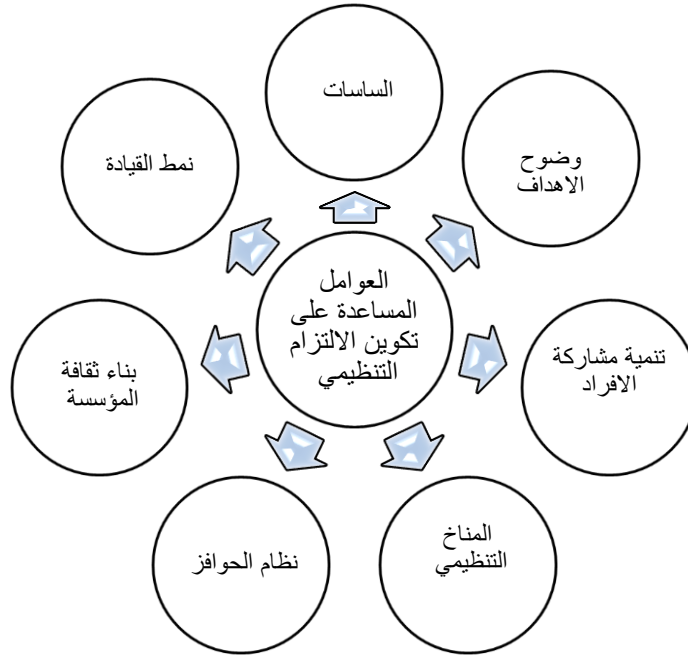 الساسات
وضوح
الاهداف
نمط القيادة
العوامل
المساعدة على
تكوين الالتزام
التنظيمي
تنمية مشاركة
الافراد
بناء ثقافة
المؤسسة
المناخ
التنظيمي
نظام الحوافز